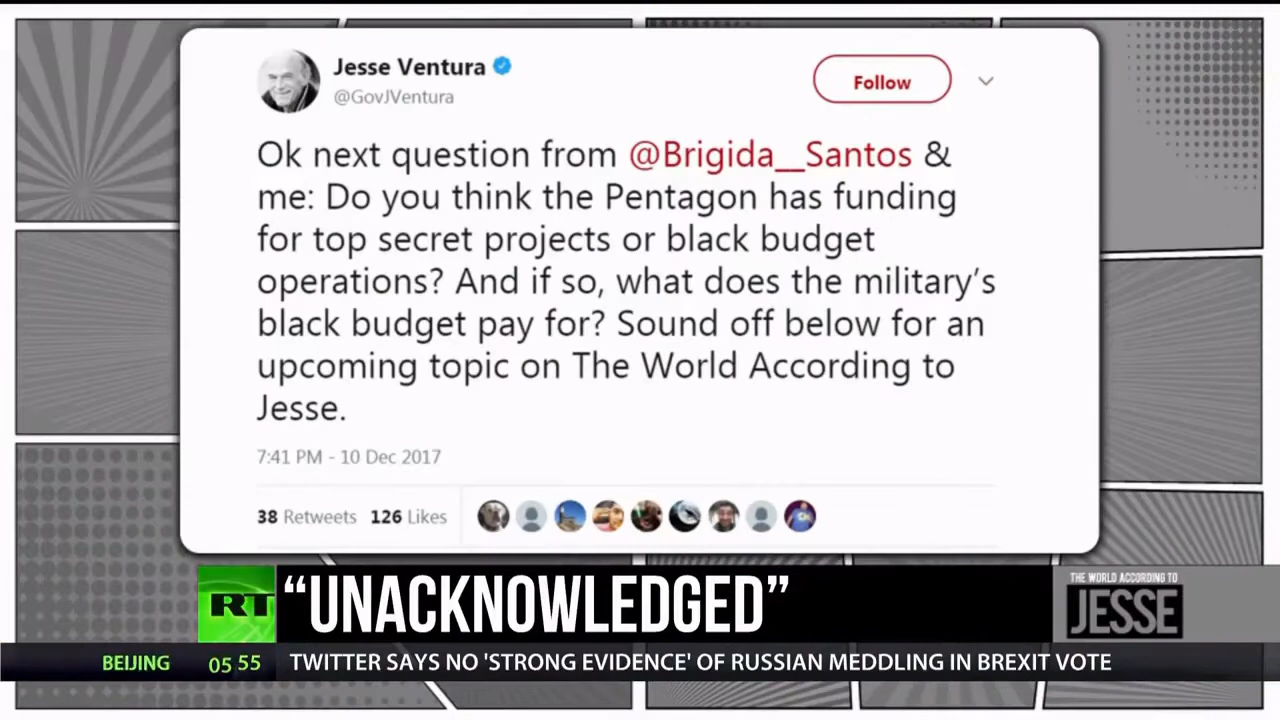 Jesse Ventura
@GovJVentura
Follow
Ok next question from @Brigida__Santos &
me: Do you think the Pentagon has funding
for top secret projects or black budget
operations? And if so, what does the military's
black budget pay for? Sound off below for an
upcoming topic on The World According to
Jesse.
7:41 PM - 10 Dec 2017
38 Retweets 126 Likes
RT
“UNACKNOWLEDGED”
THE WORLD ACCORDING TO
JESSE
BEIJING 05 55 TWITTER SAYS NO 'STRONG EVIDENCE' OF RUSSIAN MEDDLING IN BREXIT VOTE